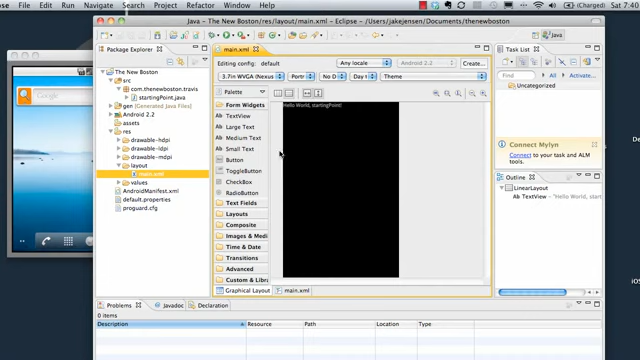 Run Navigate Search Project Refactor Window Help (Charged) Sat 7:40
Java - The New Boston/res/layout/main.xml - Eclipse - /Users/jakejensen/Documents/thenewboston
Java
Package Explorer
The New Boston
src
com.thenewboston.travis
startingPoint.java
gen [Generated Java Files]
Android 2.2
assets
res
drawable-hdpi
drawable-ldpi
drawable-mdpi
layout
main.xml
values
AndroidManifest.xml
default.properties
proguard.cfg
main.xml
Editing config: default
Any locale
Android 2.2
Create...
3.7in WVGA (Nexus
Portr
No D
Day t
Theme
Palette
Form Widgets
TextView
Large Text
Medium Text
Small Text
Button
ToggleButton
CheckBox
RadioButton
Text Fields
Layouts
Composite
Images & Medi
Time & Date
Transitions
Advanced
Custom & Libra
Hello World, startingPoint!
Graphical Layout
main.xml
Task List
Find
All
Activate...
Uncategorized
Connect Mylyn
Connect to your task and ALM tools.
Outline
LinearLayout
TextView - "Hello World, start
Problems Javadoc Declaration
0 items
Description Resource Path Location Type
De
iOS